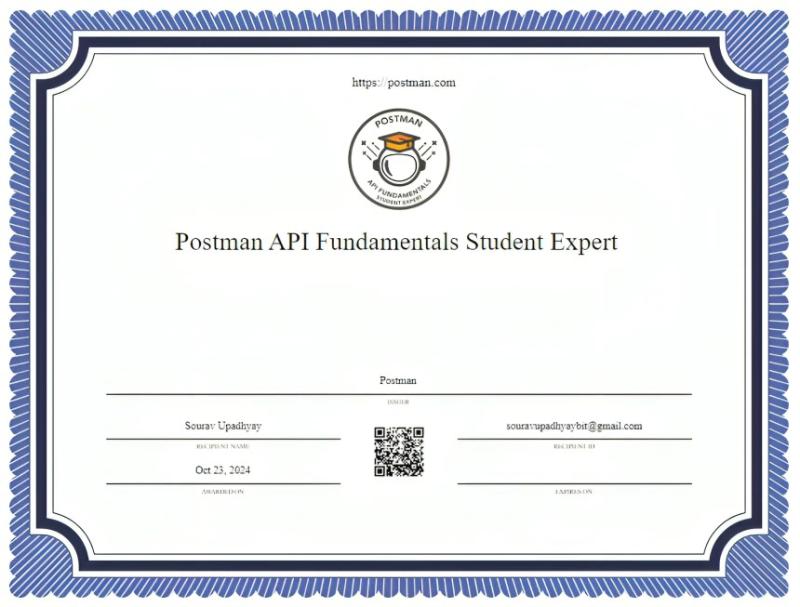 https://postman.com
POSTMAN
API FUNDAMENTALS
STUDENT EXPERT
Postman API Fundamentals Student Expert
Postman
ISSUER
Sourav Upadhyay
souravupadhyaybit@gmail.com
RECIPIENT NAME
RECIPIENT ID
Oct 23, 2024
AWARDED ON
EXPIRES ON